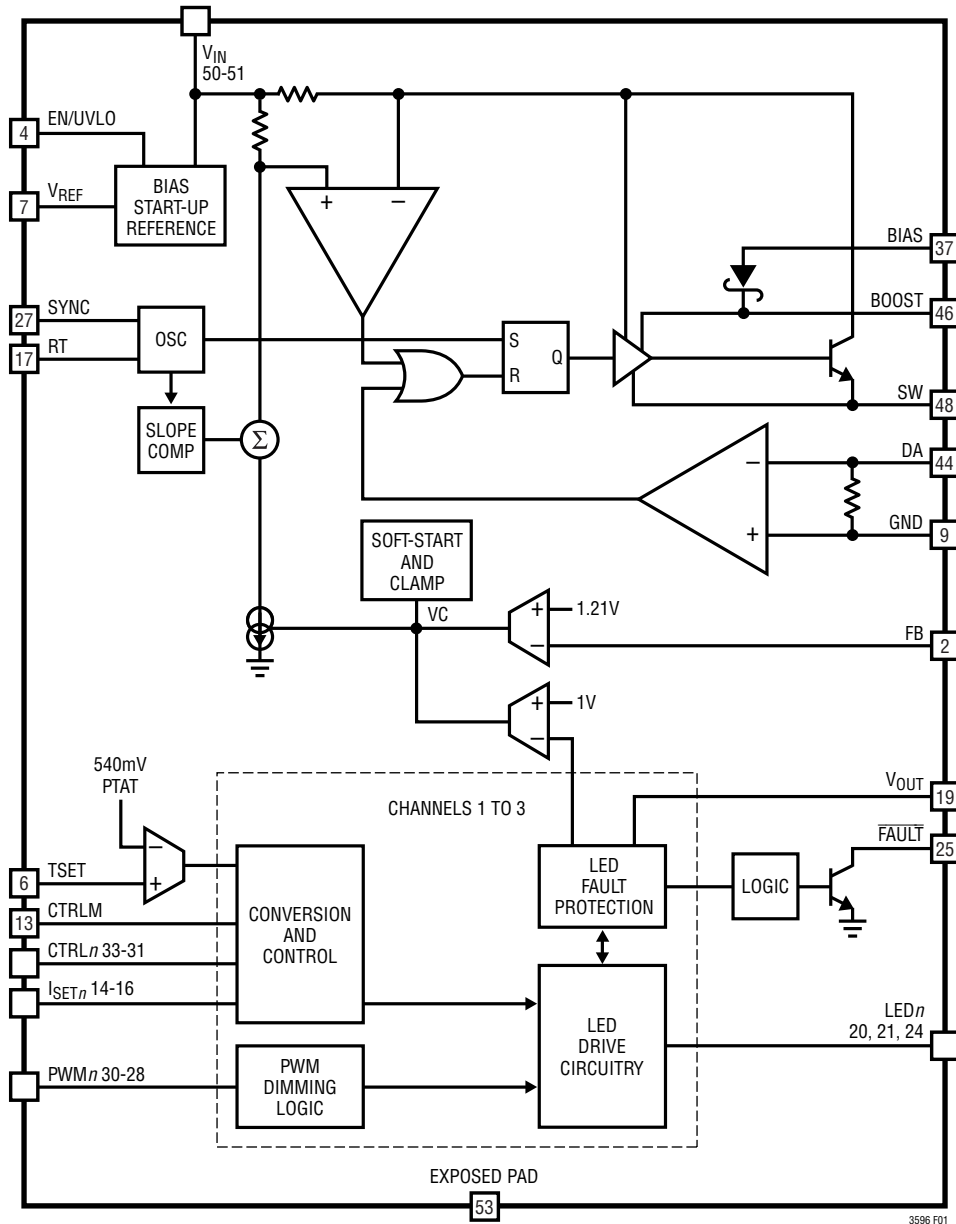 VIN
50-51
4
EN/UVLO
7
VREF
BIAS
START-UP
REFERENCE
+
−
BIAS
37
BOOST
46
27
SYNC
17
RT
OSC
S
R
Q
SW
48
SLOPE
COMP
Σ
DA
44
−
+
GND
9
SOFT-START
AND
CLAMP
VC
+
−
1.21V
FB
2
+
−
1V
540mV
PTAT
CHANNELS 1 TO 3
VOUT
19
FAULT
25
−
+
6
TSET
13
CTRLM
CTRLn 33-31
ISETn 14-16
CONVERSION
AND
CONTROL
LED
FAULT
PROTECTION
LOGIC
LED
DRIVE
CIRCUITRY
LEDn
20, 21, 24
PWMn 30-28
PWM
DIMMING
LOGIC
EXPOSED PAD
53
3596 F01